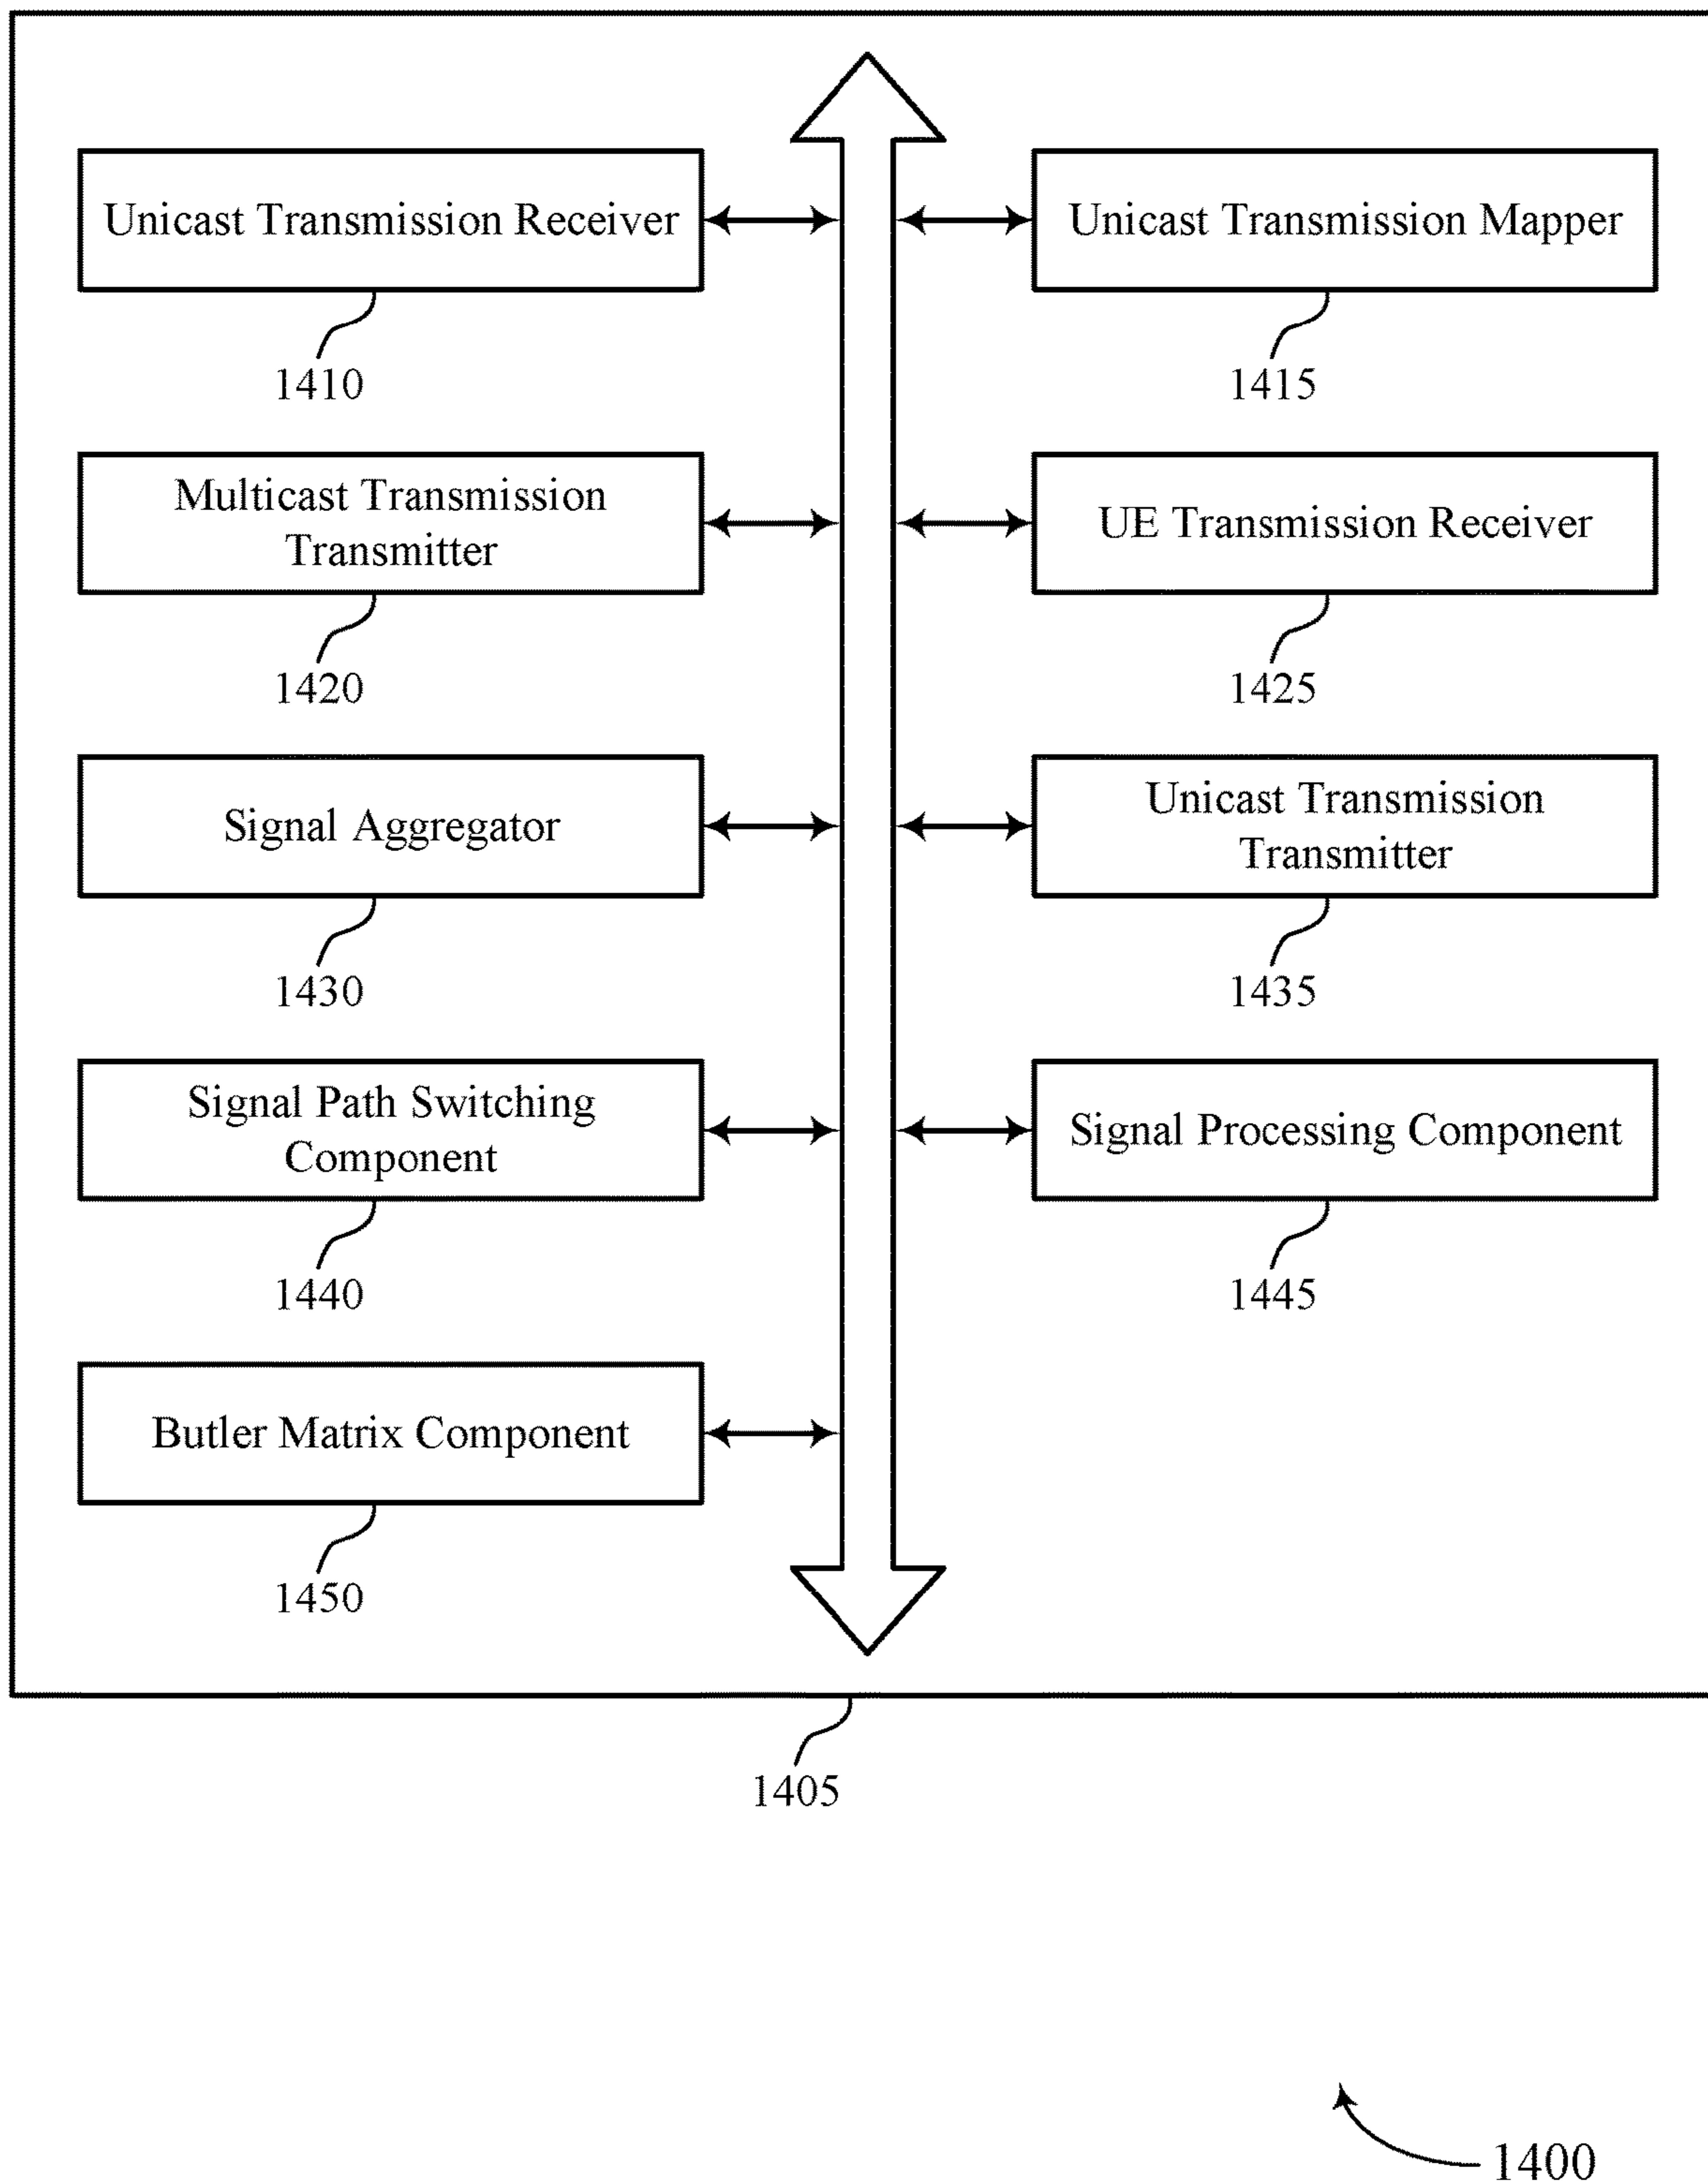 Unicast Transmission Receiver
1410
Unicast Transmission Mapper
1415
Multicast Transmission
Transmitter
1420
UE Transmission Receiver
1425
Signal Aggregator
1430
Unicast Transmission
Transmitter
1435
Signal Path Switching
Component
1440
Signal Processing Component
1445
Butler Matrix Component
1450
1405
1400